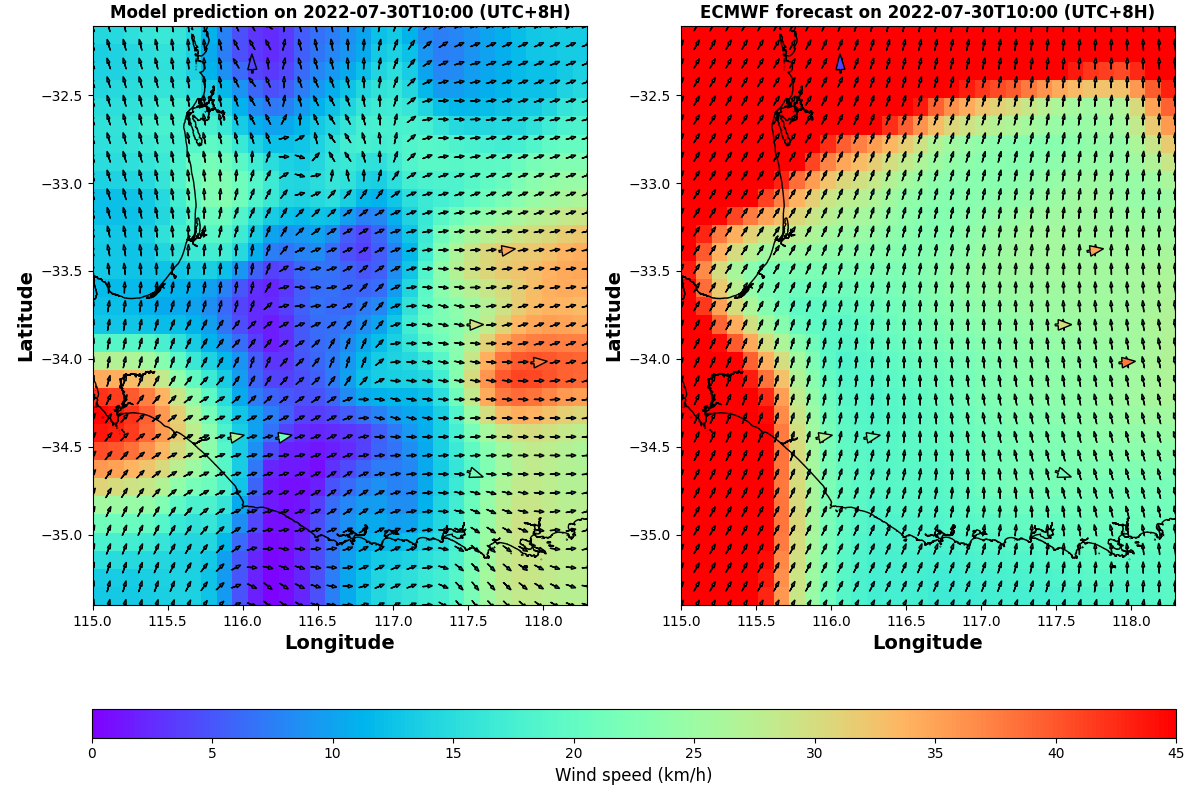 Model prediction on 2022-07-30T10:00 (UTC+8H)
ECMWF forecast on 2022-07-30T10:00 (UTC+8H)
Latitude
−32.5
−33.0
−33.5
−34.0
−34.5
−35.0
115.0 115.5 116.0 116.5 117.0 117.5 118.0
Longitude
Latitude
−32.5
−33.0
−33.5
−34.0
−34.5
−35.0
115.0 115.5 116.0 116.5 117.0 117.5 118.0
Longitude
0 5 10 15 20 25 30 35 40 45
Wind speed (km/h)